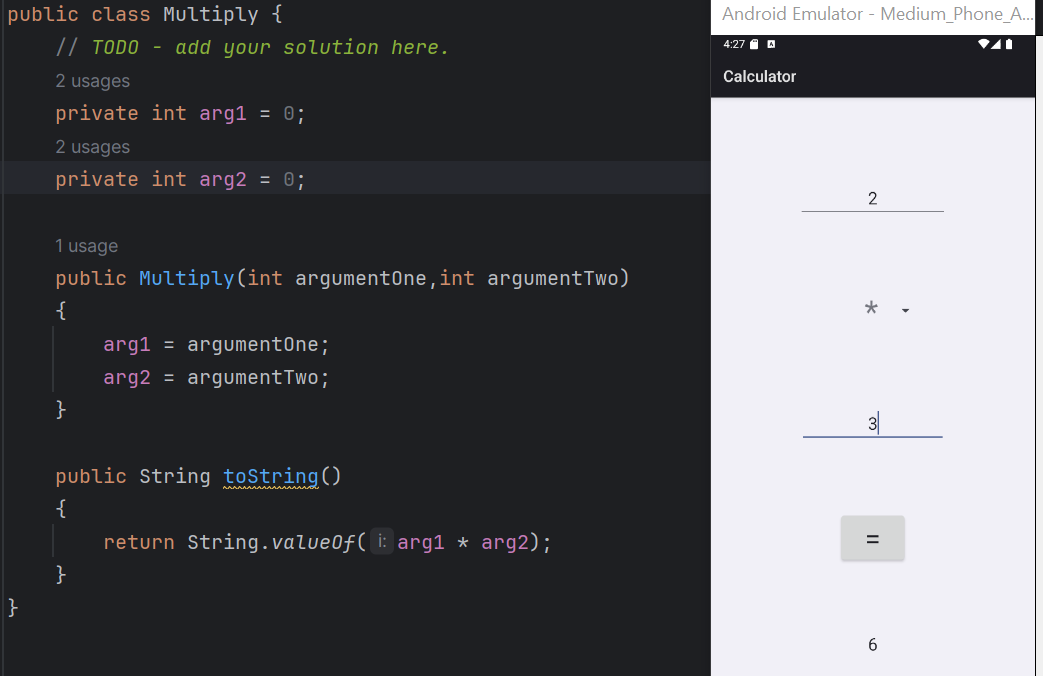 public class Multiply {
// TODO - add your solution here.
2 usages
private int arg1 = 0;
2 usages
private int arg2 = 0;
1 usage
public Multiply(int argumentOne,int argumentTwo)
{
arg1 = argumentOne;
arg2 = argumentTwo;
}
public String toString()
{
return String.valueOf( i: arg1 * arg2);
}
}
Android Emulator - Medium_Phone_A...
4:27 A
Calculator
2
*
3
=
6